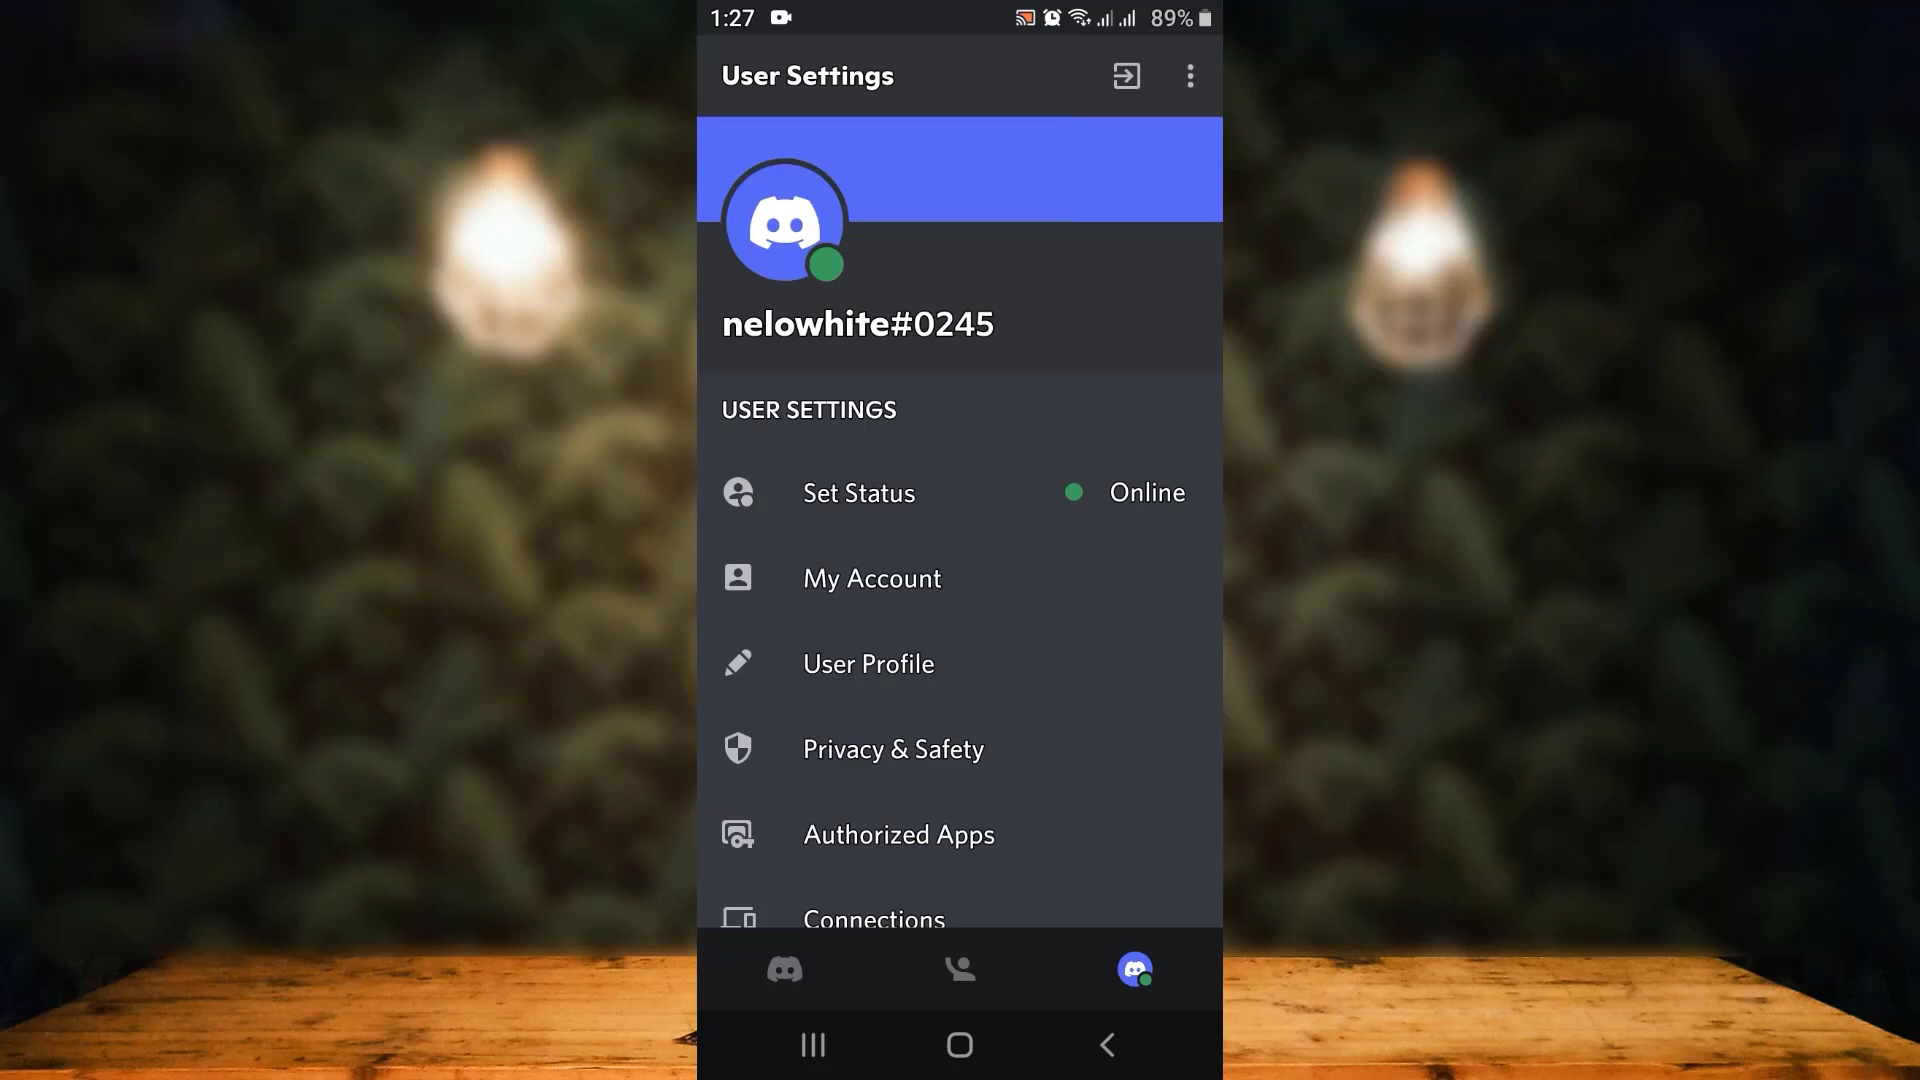 1:27 89%
User Settings
nelowhite#0245
USER SETTINGS
Set Status Online
My Account
User Profile
Privacy & Safety
Authorized Apps
Connections